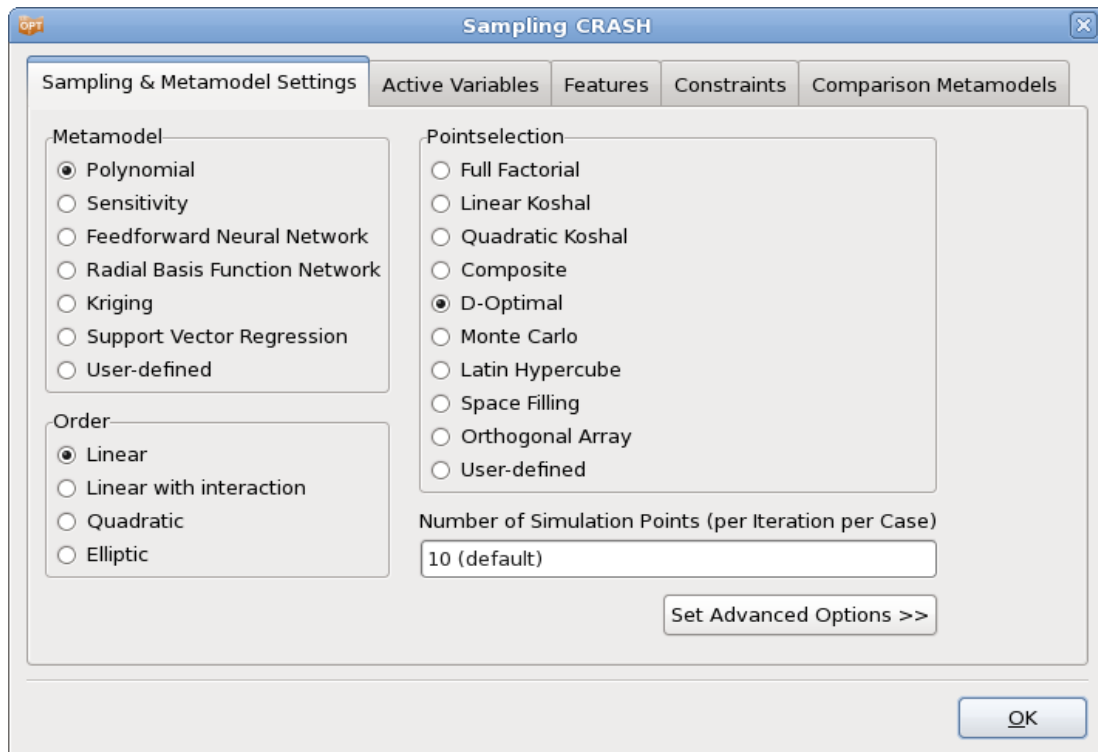 OPT
Sampling CRASH
Sampling & Metamodel Settings
Active Variables
Features
Constraints
Comparison Metamodels
Metamodel
Polynomial
Sensitivity
Feedforward Neural Network
Radial Basis Function Network
Kriging
Support Vector Regression
User-defined
Order
Linear
Linear with interaction
Quadratic
Elliptic
Pointselection
Full Factorial
Linear Koshal
Quadratic Koshal
Composite
D-Optimal
Monte Carlo
Latin Hypercube
Space Filling
Orthogonal Array
User-defined
Number of Simulation Points (per Iteration per Case)
10 (default)
Set Advanced Options >>
OK